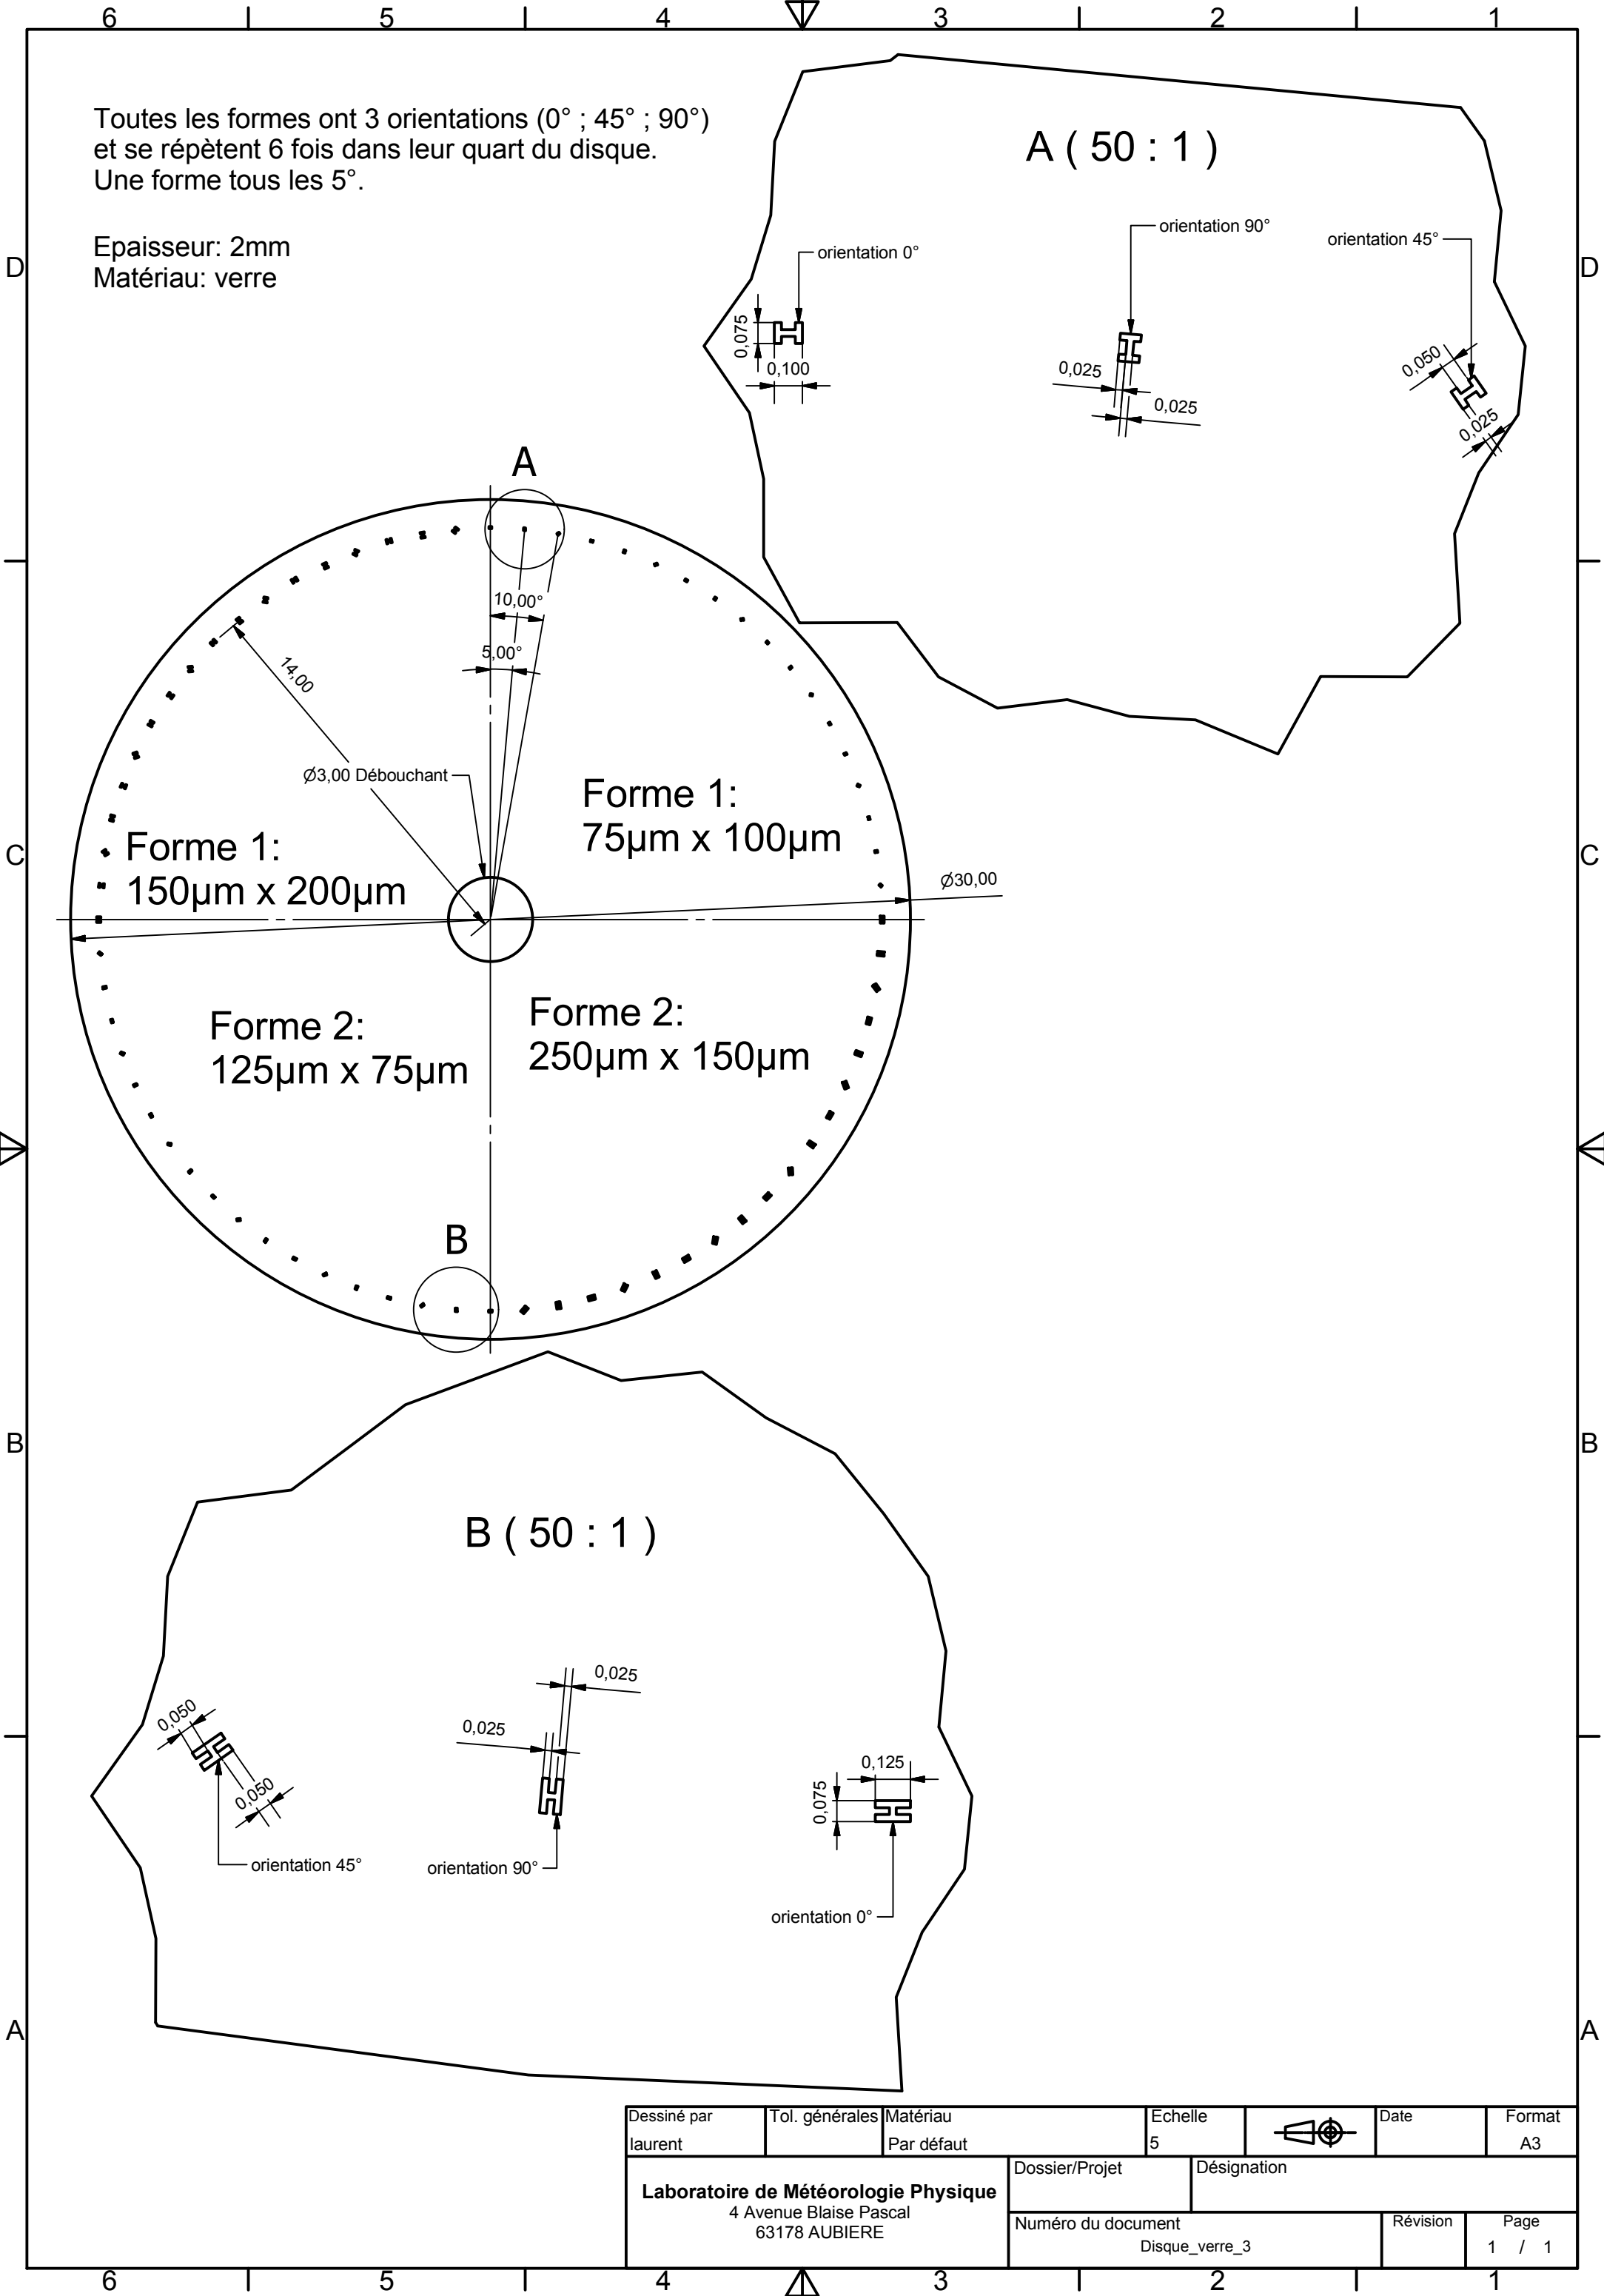 6 5 4 3 2 1
Toutes les formes ont 3 orientations (0° ; 45° ; 90°)
et se répètent 6 fois dans leur quart du disque.
Une forme tous les 5°.
Epaisseur: 2mm
Matériau: verre
A ( 50 : 1 )
orientation 0°
orientation 90°
orientation 45°
D
D
0,075
0,100
0,025
0,025
0,050
0,025
A
10,00°
5,00°
14,00
Ø3,00 Débouchant
Forme 1:
75µm x 100µm
Forme 1:
150µm x 200µm
C
C
Ø30,00
Forme 2:
125µm x 75µm
Forme 2:
250µm x 150µm
B
B
B
B ( 50 : 1 )
0,050
0,050
0,025
0,025
0,125
0,075
orientation 45°
orientation 90°
orientation 0°
A
A
Dessiné par
laurent
Tol. générales
Matériau
Par défaut
Echelle
5
Date
Format
A3
Laboratoire de Météorologie Physique
4 Avenue Blaise Pascal
63178 AUBIERE
Dossier/Projet
Désignation
Numéro du document
Disque_verre_3
Révision
Page
1 / 1
6 5 4 3 2 1